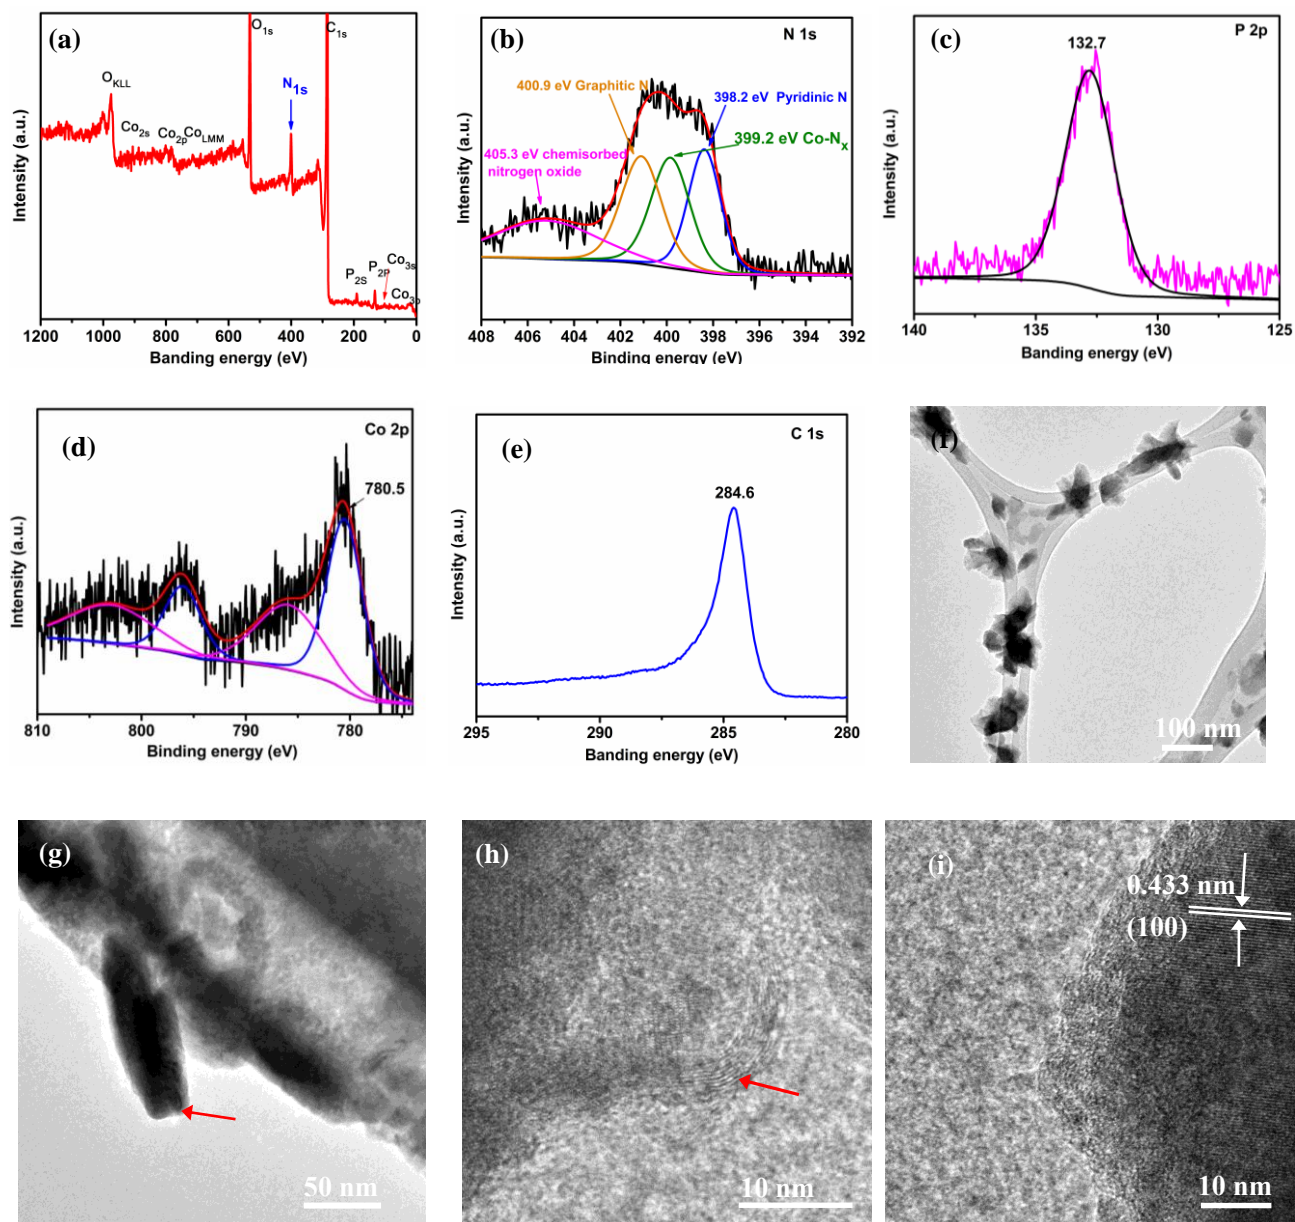 (a)
O1s
C1s
OKLL
N1s
Co2s
Co2p
CoLMM
P2S
P2P
Co3s
Co3p
Intensity (a.u.)
1200 1000 800 600 400 200 0
Banding energy (eV)
(b)
N 1s
400.9 eV Graphitic N
398.2 eV Pyridinic N
399.2 eV Co-Nx
405.3 eV chemisorbed
nitrogen oxide
Intensity (a.u.)
408 406 404 402 400 398 396 394 392
Binding energy (eV)
(c)
P 2p
132.7
Intensity (a.u.)
140 135 130 125
Banding energy (eV)
(d)
Co 2p
780.5
Intensity (a.u.)
810 800 790 780
Binding energy (eV)
(e)
C 1s
284.6
Intensity (a.u.)
295 290 285 280
Banding energy (eV)
(f)
100 nm
(g)
50 nm
(h)
10 nm
(i)
0.433 nm
(100)
10 nm